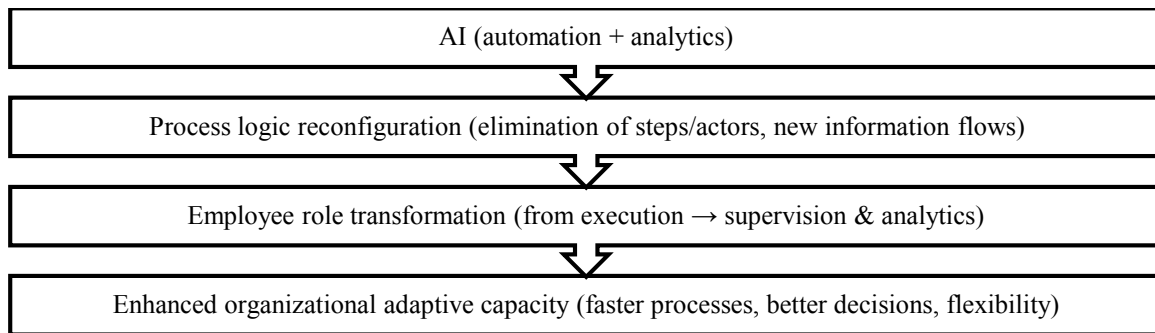 AI (automation + analytics)
Process logic reconfiguration (elimination of steps/actors, new information flows)
Employee role transformation (from execution → supervision & analytics)
Enhanced organizational adaptive capacity (faster processes, better decisions, flexibility)